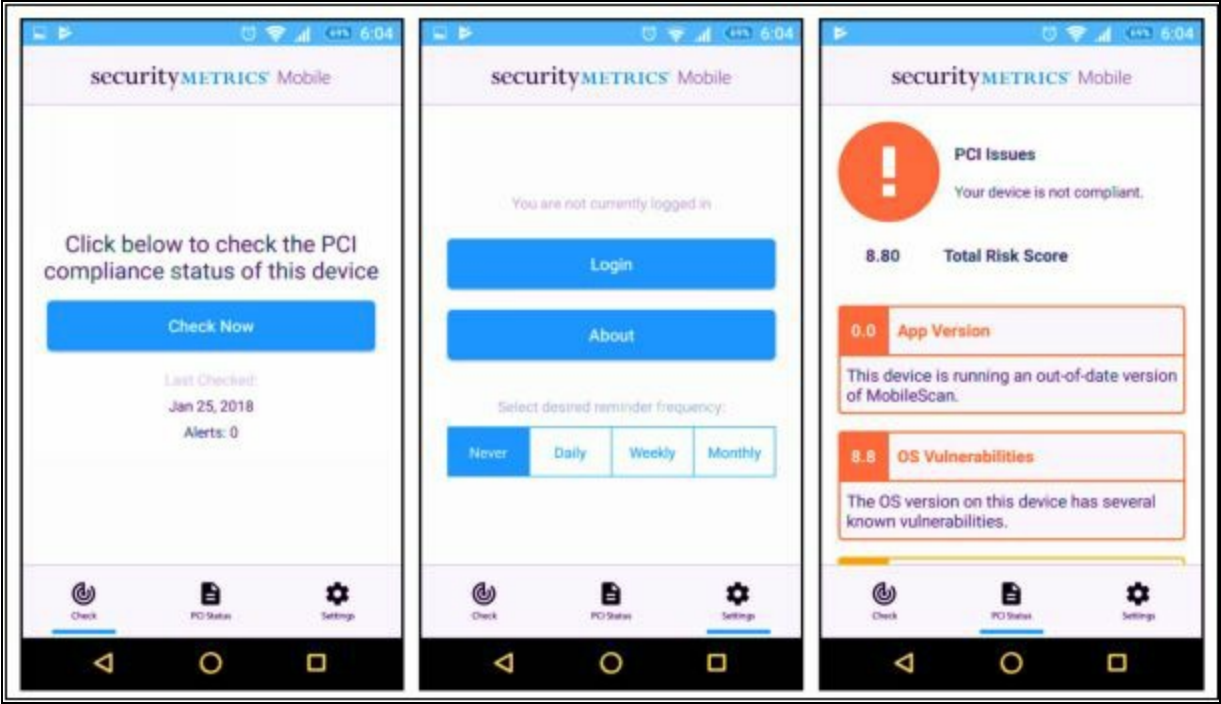 69% 6:04
securityMETRICS® Mobile
Click below to check the PCI
compliance status of this device
Check Now
Last Checked:
Jan 25, 2018
Alerts: 0
Check PCI Status Settings
69% 6:04
securityMETRICS® Mobile
You are not currently logged in
Login
About
Select desired reminder frequency:
Never Daily Weekly Monthly
Check PCI Status Settings
69% 6:04
securityMETRICS® Mobile
PCI Issues
Your device is not compliant.
8.80 Total Risk Score
0.0 App Version
This device is running an out-of-date version
of MobileScan.
8.8 OS Vulnerabilities
The OS version on this device has several
known vulnerabilities.
Check PCI Status Settings